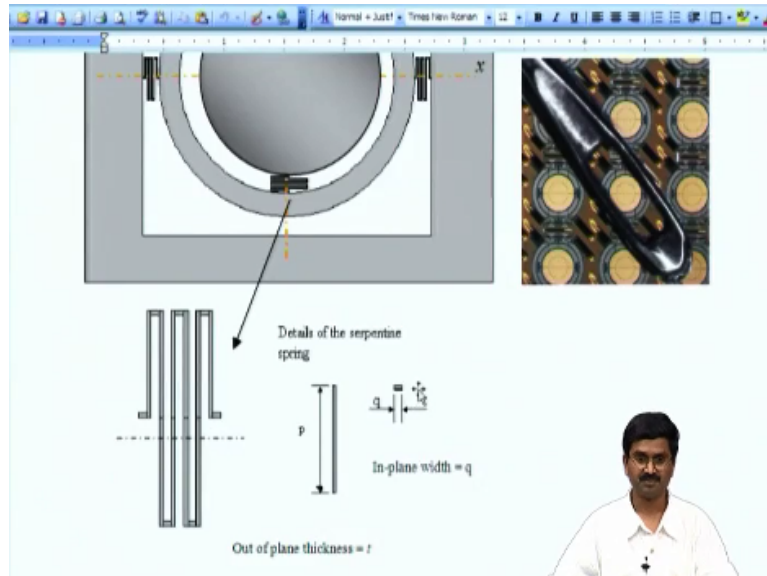 Normal + Justif Times New Roman 12 B I U
x
Details of the serpentine
spring
p
q
In-plane width = q
Out of plane thickness = t